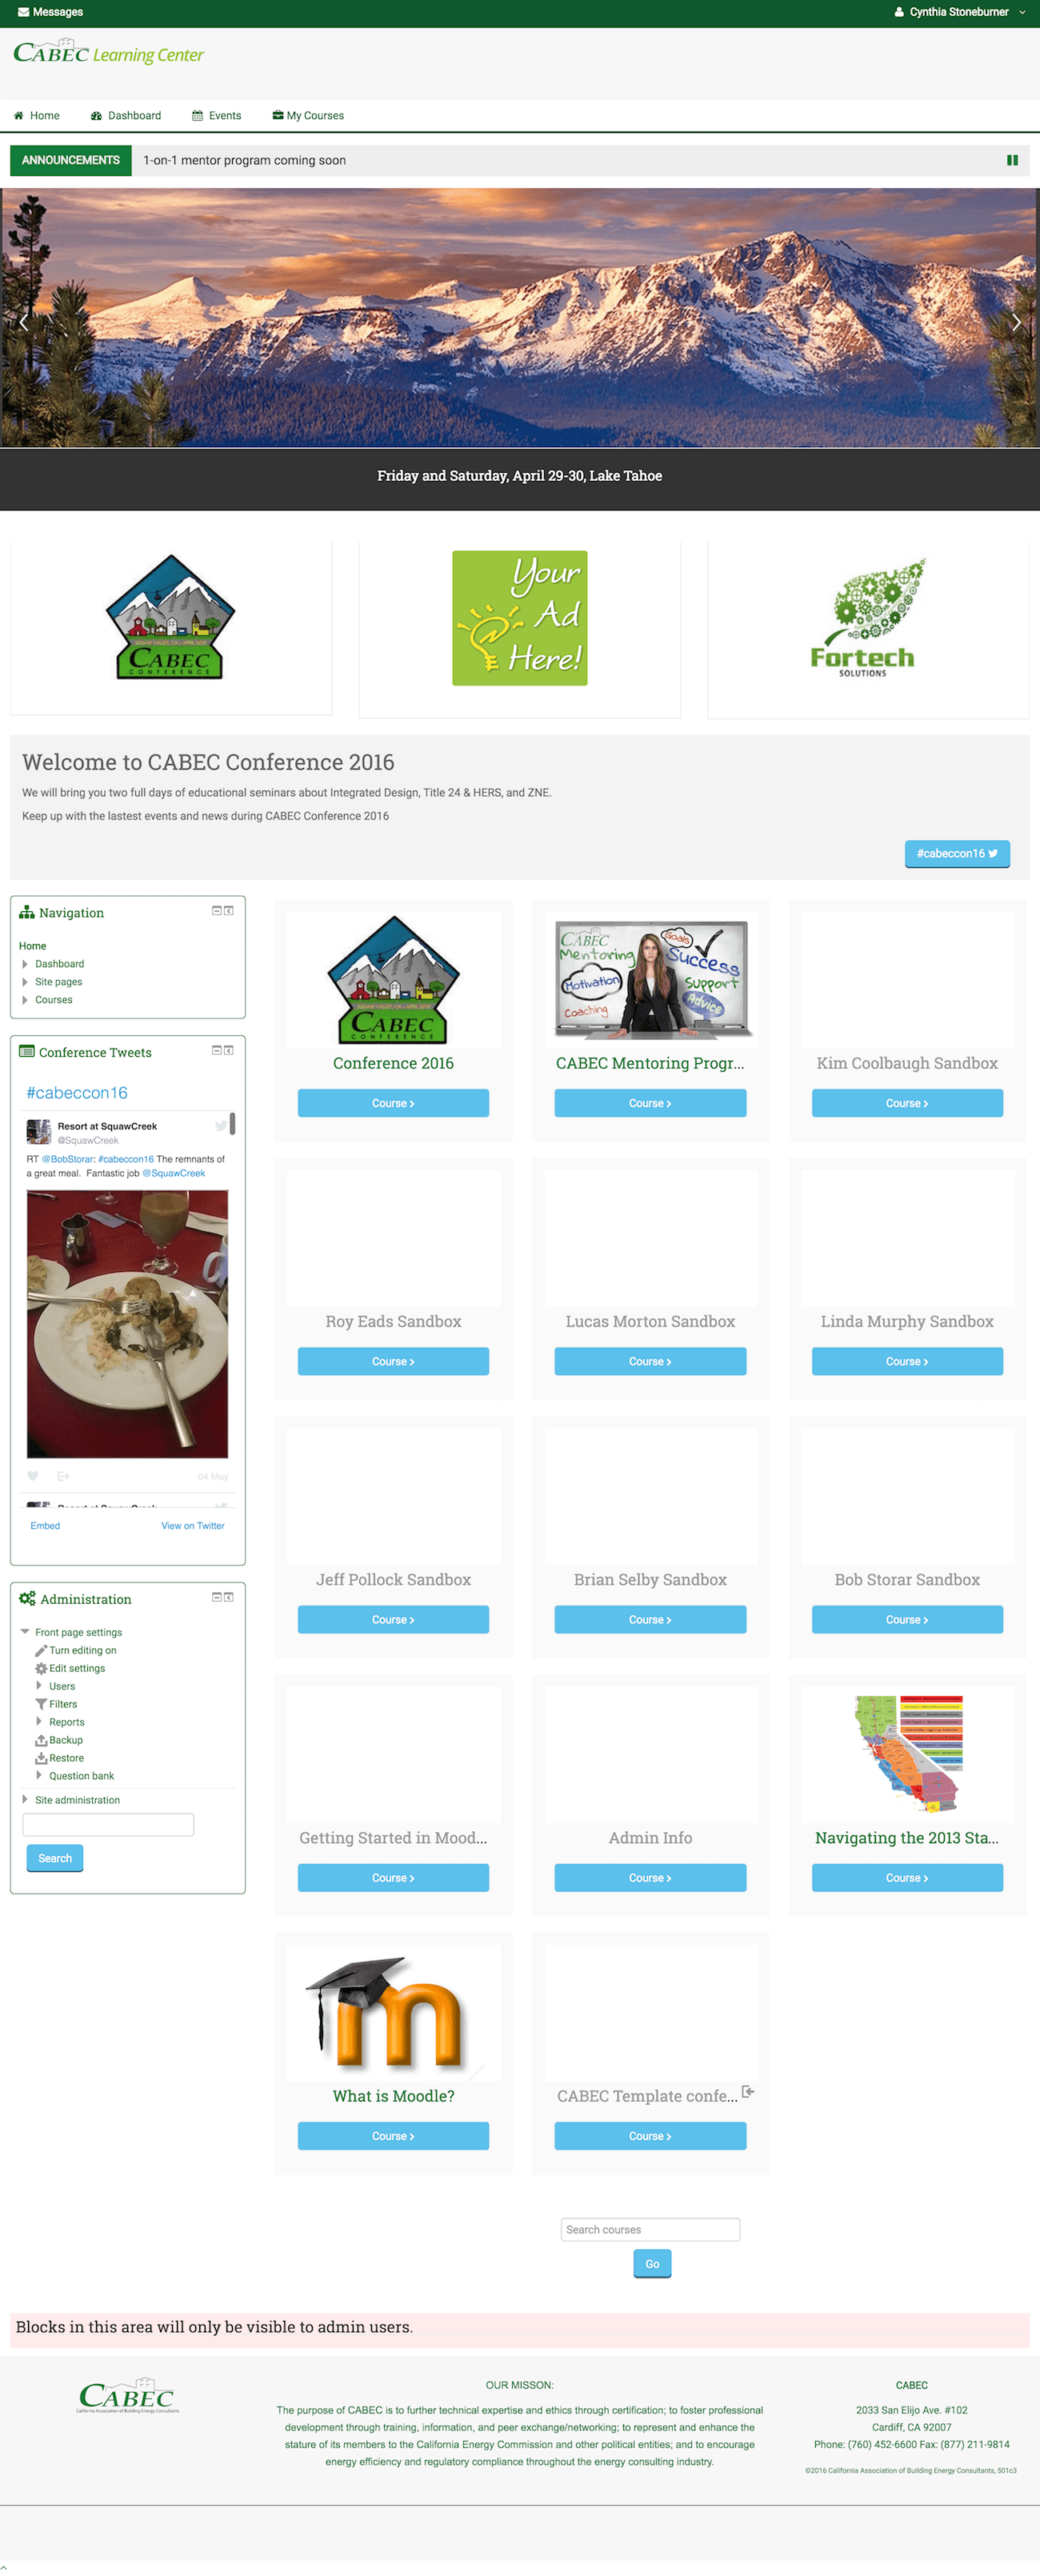 Messages
Cynthia Stoneburner
CABEC Learning Center
Home
Dashboard
Events
My Courses
ANNOUNCEMENTS
1-on-1 mentor program coming soon
Friday and Saturday, April 29-30, Lake Tahoe
CABEC
CONFERENCE
Your
Ad
Here!
Fortech
SOLUTIONS
Welcome to CABEC Conference 2016
We will bring you two full days of educational seminars about Integrated Design, Title 24 & HERS, and ZNE.
Keep up with the lastest events and news during CABEC Conference 2016
#cabeccon16
Navigation
Home
Dashboard
Site pages
Courses
Conference Tweets
#cabeccon16
Resort at SquawCreek
@SquawCreek
RT @BobStorar: #cabeccon16 The remnants of
a great meal. Fantastic job @SquawCreek
04 May
Resort at SquawCreek
Embed
View on Twitter
Administration
Front page settings
Turn editing on
Edit settings
Users
Filters
Reports
Backup
Restore
Question bank
Site administration
Search
CABEC
CONFERENCE
Conference 2016
Course
CABEC
Mentoring
Goals
Success
Motivation
Support
Coaching
Advice
CABEC Mentoring Progr...
Course
Kim Coolbaugh Sandbox
Course
Roy Eads Sandbox
Course
Lucas Morton Sandbox
Course
Linda Murphy Sandbox
Course
Jeff Pollock Sandbox
Course
Brian Selby Sandbox
Course
Bob Storar Sandbox
Course
Getting Started in Mood...
Course
Admin Info
Course
Navigating the 2013 Sta...
Course
m
What is Moodle?
Course
CABEC Template confe...
Course
Search courses
Go
Blocks in this area will only be visible to admin users.
CABEC
California Association of Building Energy Consultants
OUR MISSON:
The purpose of CABEC is to further technical expertise and ethics through certification; to foster professional
development through training, information, and peer exchange/networking; to represent and enhance the
stature of its members to the California Energy Commission and other political entities; and to encourage
energy efficiency and regulatory compliance throughout the energy consulting industry.
CABEC
2033 San Elijo Ave. #102
Cardiff, CA 92007
Phone: (760) 452-6600 Fax: (877) 211-9814
©2016 California Association of Building Energy Consultants, 501c3